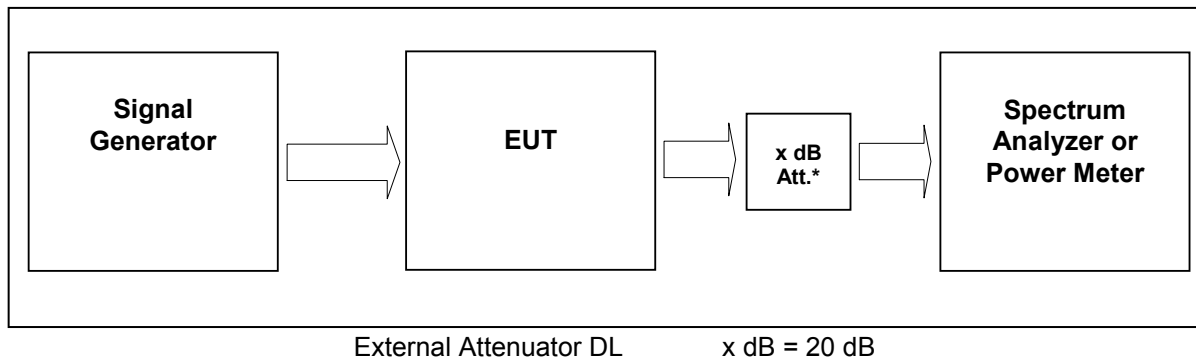 Signal
Generator
EUT
x dB
Att.*
Spectrum
Analyzer or
Power Meter
External Attenuator DL x dB = 20 dB